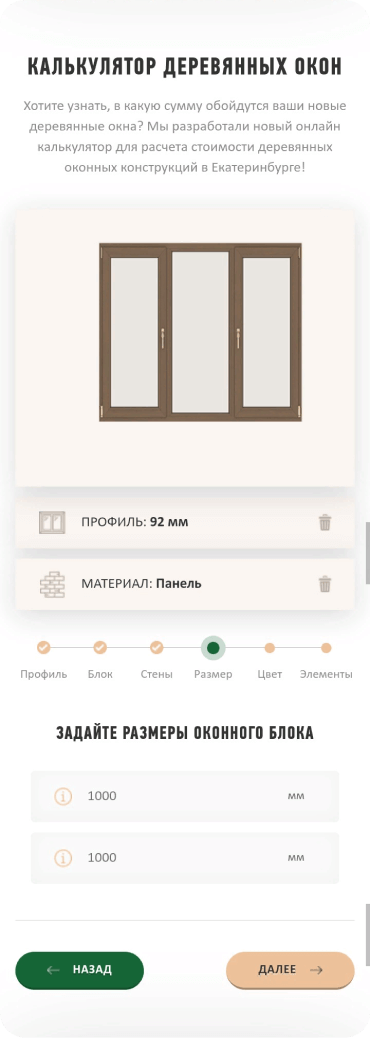 КАЛЬКУЛЯТОР ДЕРЕВЯННЫХ ОКОН
Хотите узнать, в какую сумму обойдутся ваши новые
деревянные окна? Мы разработали новый онлайн
калькулятор для расчета стоимости деревянных
оконных конструкций в Екатеринбурге!
ПРОФИЛЬ: 92 мм
МАТЕРИАЛ: Панель
Профиль Блок Стены Размер Цвет Элементы
ЗАДАЙТЕ РАЗМЕРЫ ОКОННОГО БЛОКА
1000 мм
1000 мм
НАЗАД ДАЛЕЕ